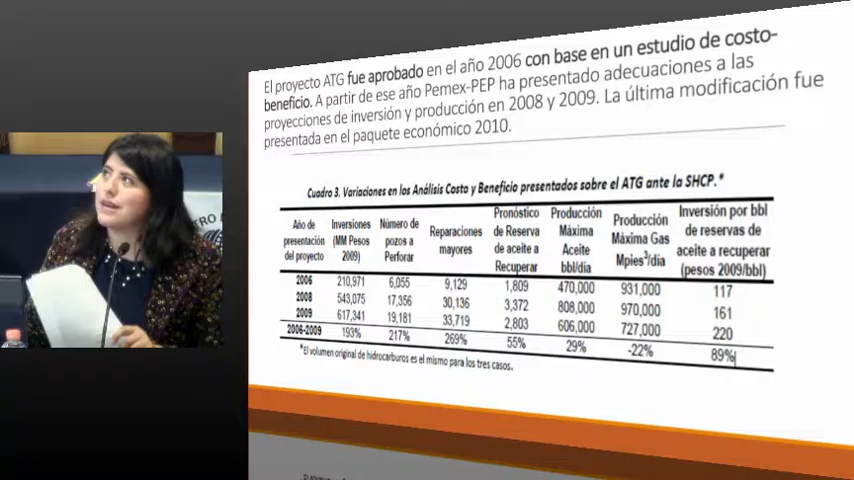 El proyecto ATG fue aprobado en el año 2006 con base en un estudio de costo-
beneficio. A partir de ese año Pemex-PEP ha presentado adecuaciones a las
proyecciones de inversión y producción en 2008 y 2009. La última modificación fue
presentada en el paquete económico 2010.
Cuadro 3. Variaciones en los Análisis Costo y Beneficio presentados sobre el ATG ante la SHCP.*
Año de presentación del proyecto Inversiones (MM Pesos 2009) Número de pozos a Perforar Reparaciones mayores Pronóstico de Reserva de aceite a Recuperar Producción Máxima Aceite bbl/día Producción Máxima Gas Mpies³/día Inversión por bbl de reservas de aceite a recuperar (pesos 2009/bbl)
2006 210,971 6,055 9,129 1,809 470,000 931,000 117
2008 543,075 17,356 30,136 3,372 808,000 970,000 161
2009 617,341 19,181 33,719 2,803 606,000 727,000 220
2006-2009 193% 217% 269% 55% 29% -22% 89%
*El volumen original de hidrocarburos es el mismo para los tres casos.